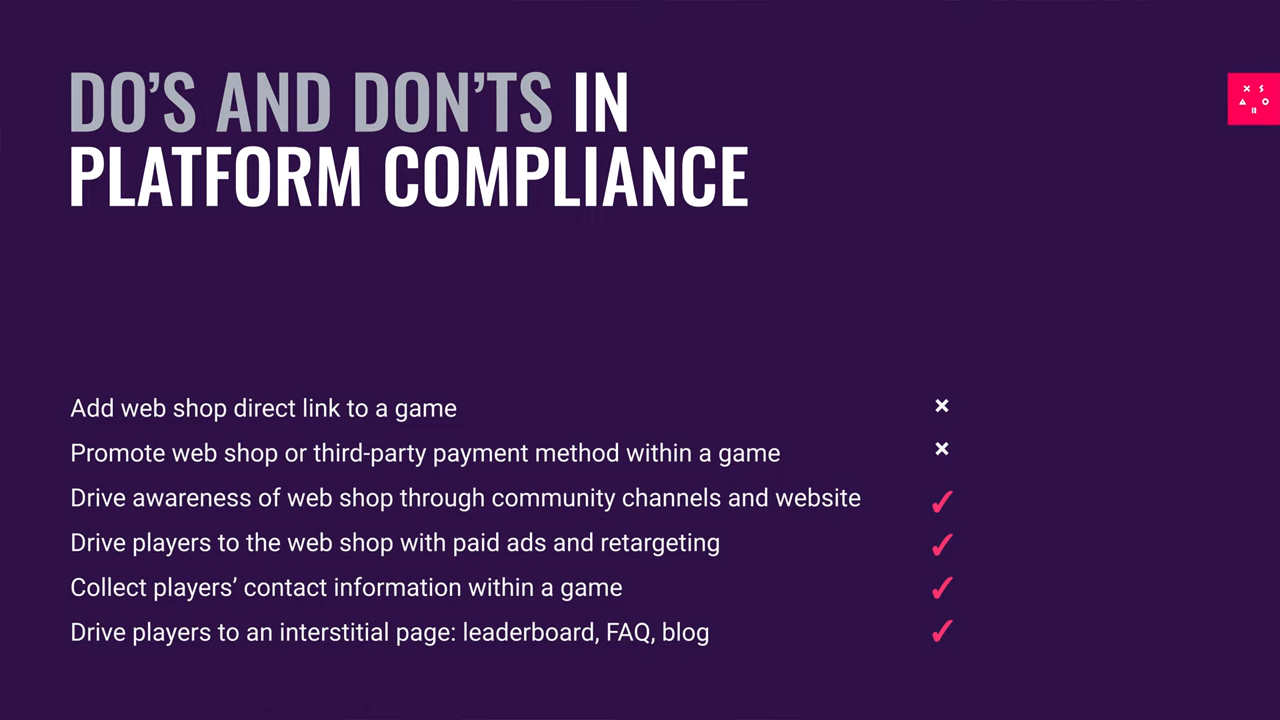 DO’S AND DON’TS IN
PLATFORM COMPLIANCE
Add web shop direct link to a game ×
Promote web shop or third-party payment method within a game ×
Drive awareness of web shop through community channels and website ✓
Drive players to the web shop with paid ads and retargeting ✓
Collect players’ contact information within a game ✓
Drive players to an interstitial page: leaderboard, FAQ, blog ✓